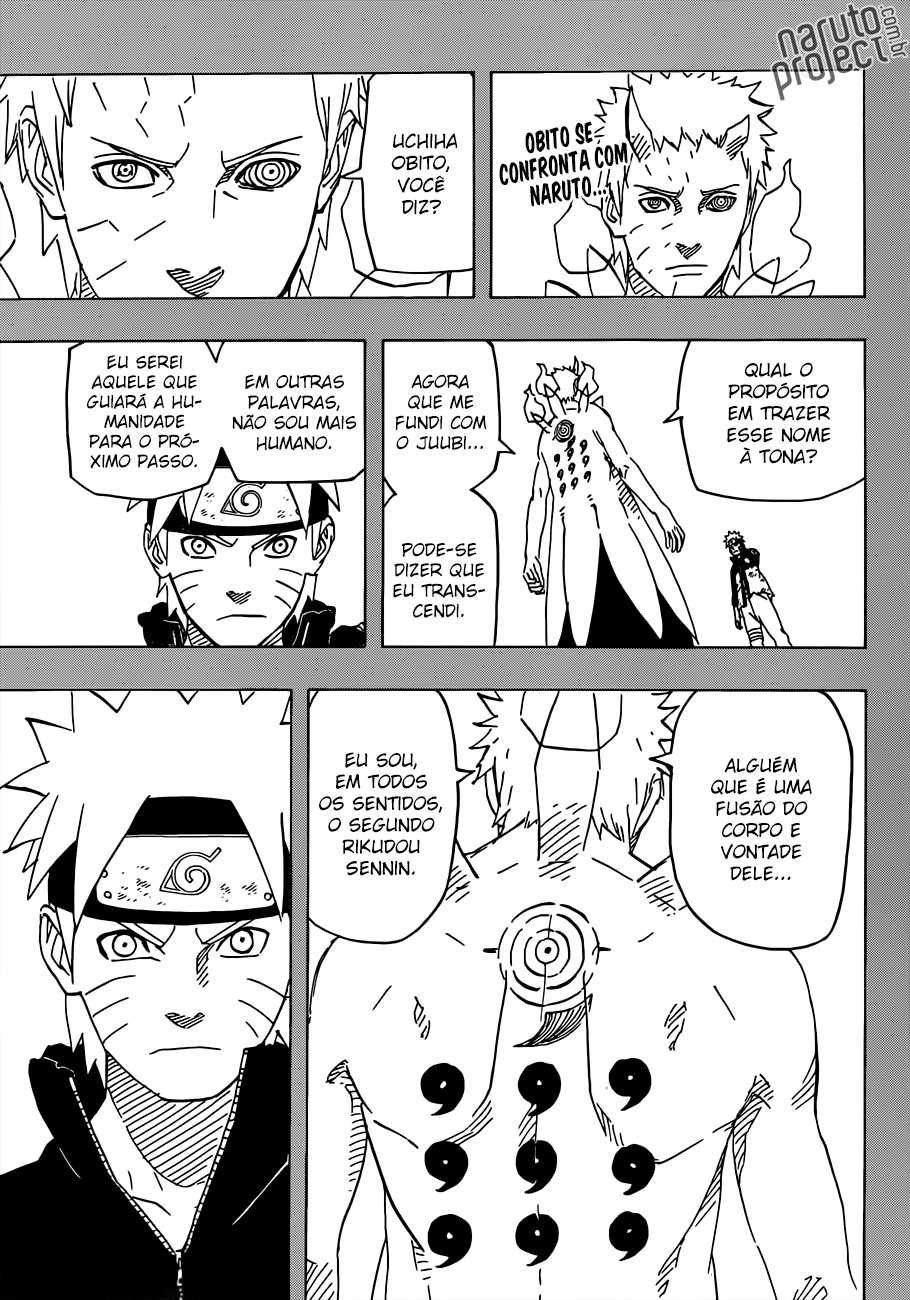 naruto
project
.com.br
OBITO SE
CONFRONTA COM
NARUTO...
UCHIHA
OBITO,
VOCÊ
DIZ?
QUAL O
PROPÓSITO
EM TRAZER
ESSE NOME
À TONA?
AGORA
QUE ME
FUNDI COM
O JUUBI...
PODE-SE
DIZER QUE
EU TRANS-
CENDI.
EM OUTRAS
PALAVRAS,
NÃO SOU MAIS
HUMANO.
EU SEREI
AQUELE QUE
GUIARÁ A HU-
MANIDADE
PARA O PRÓ-
XIMO PASSO.
ALGUÉM
QUE É UMA
FUSÃO DO
CORPO E
VONTADE
DELE...
EU SOU,
EM TODOS
OS SENTIDOS,
O SEGUNDO
RIKUDOU
SENNIN.